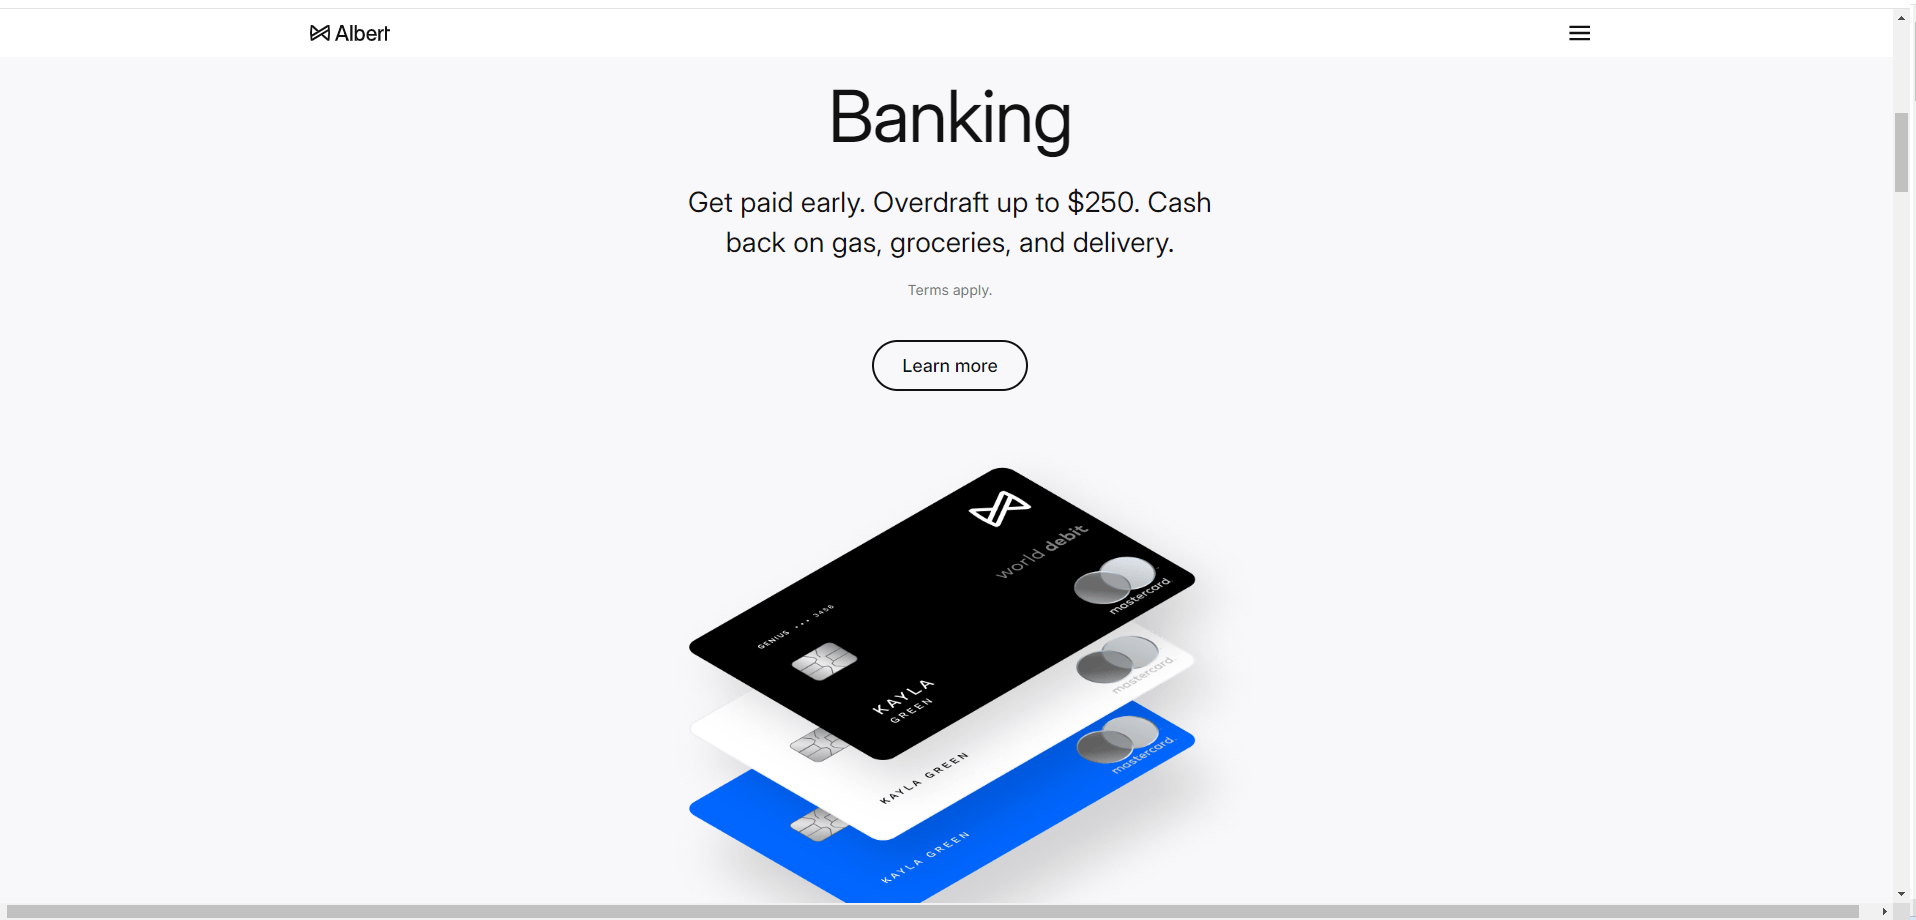 Albert
Banking
Get paid early. Overdraft up to $250. Cash
back on gas, groceries, and delivery.
Terms apply.
Learn more
world debit
mastercard.
GENIUS ••• 3456
KAYLA
GREEN
mastercard.
KAYLA GREEN
mastercard.
KAYLA GREEN